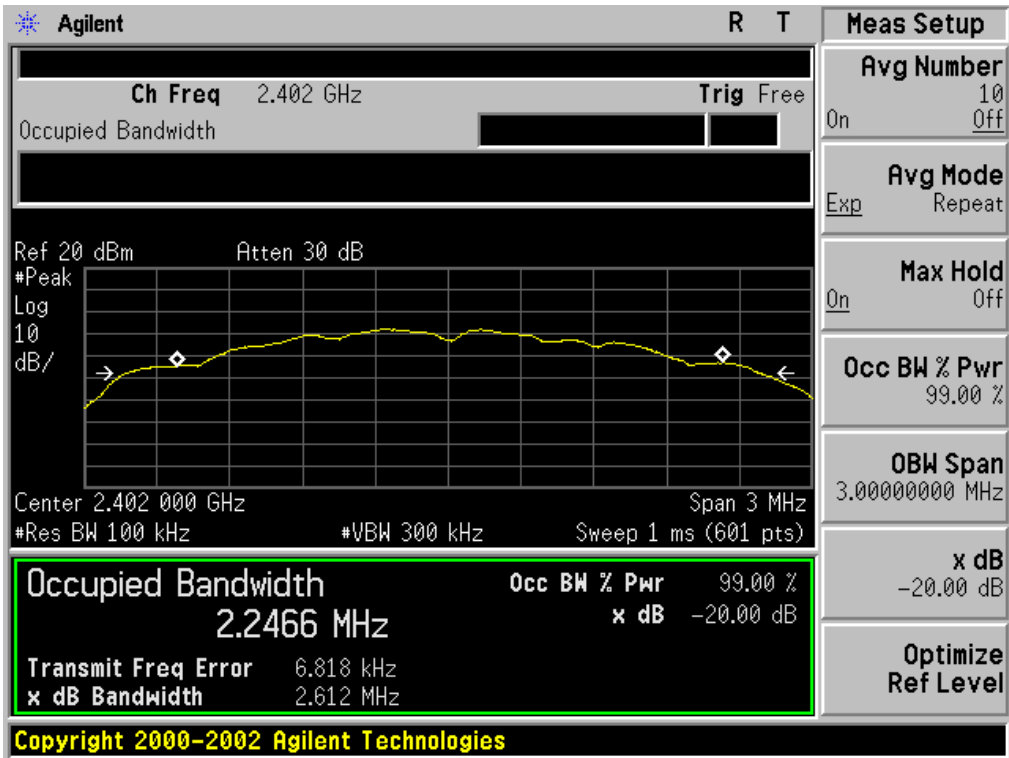 Agilent R T
Ch Freq 2.402 GHz Trig Free
Occupied Bandwidth
Ref 20 dBm Atten 30 dB
#Peak
Log
10
dB/
Center 2.402 000 GHz Span 3 MHz
#Res BW 100 kHz #VBW 300 kHz Sweep 1 ms (601 pts)
Occupied Bandwidth
2.2466 MHz
Occ BW % Pwr 99.00 %
x dB -20.00 dB
Transmit Freq Error 6.818 kHz
x dB Bandwidth 2.612 MHz
Copyright 2000-2002 Agilent Technologies
Meas Setup
Avg Number
10
On Off
Avg Mode
Exp Repeat
Max Hold
On Off
Occ BW % Pwr
99.00 %
OBW Span
3.00000000 MHz
x dB
-20.00 dB
Optimize
Ref Level